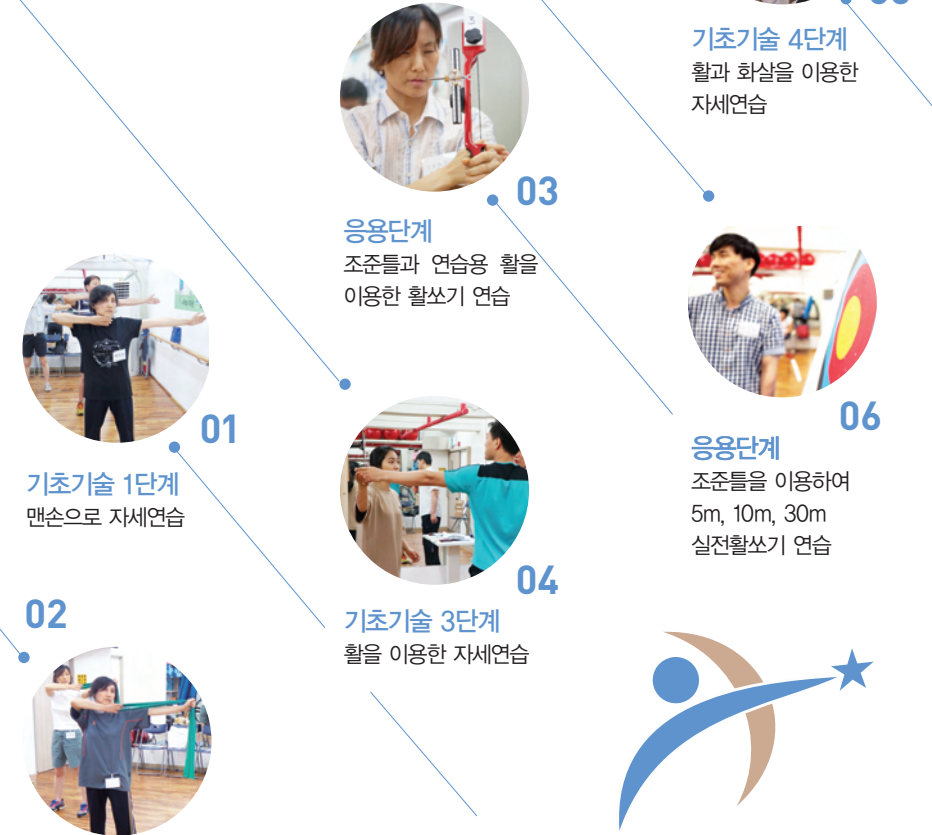 01
기초기술 1단계
맨손으로 자세연습
02
03
응용단계
조준틀과 연습용 활을
이용한 활쏘기 연습
04
기초기술 3단계
활을 이용한 자세연습
기초기술 4단계
활과 화살을 이용한
자세연습
06
응용단계
조준틀을 이용하여
5m, 10m, 30m
실전활쏘기 연습